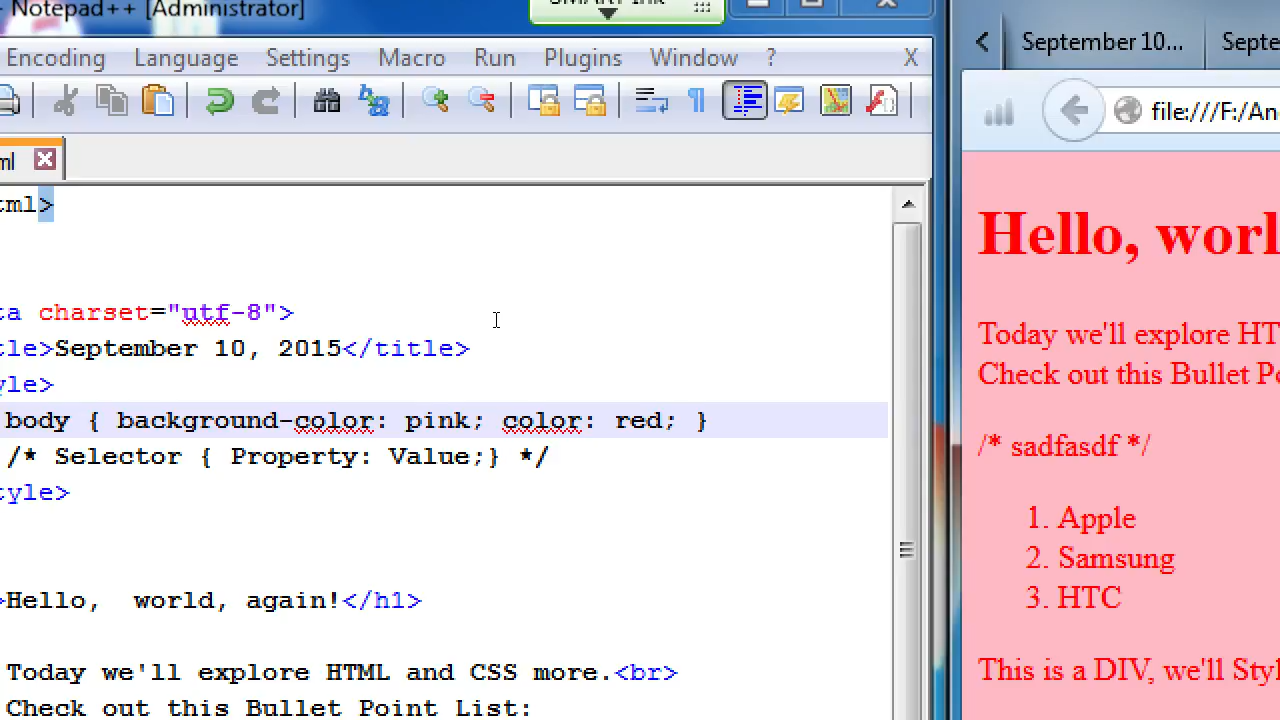 - Notepad++ [Administrator]
Encoding Language Settings Macro Run Plugins Window ? X
ml
tml>
ta charset="utf-8">
tle>September 10, 2015</title>
yle>
body { background-color: pink; color: red; }
/* Selector { Property: Value;} */
tyle>
>Hello,  world, again!</h1>
Today we'll explore HTML and CSS more.<br>
Check out this Bullet Point List:
September 10...
Septe
file:///F:/An
Hello, worl
Today we'll explore HT
Check out this Bullet Po
/* sadfasdf */
1. Apple
2. Samsung
3. HTC
This is a DIV, we'll Styl